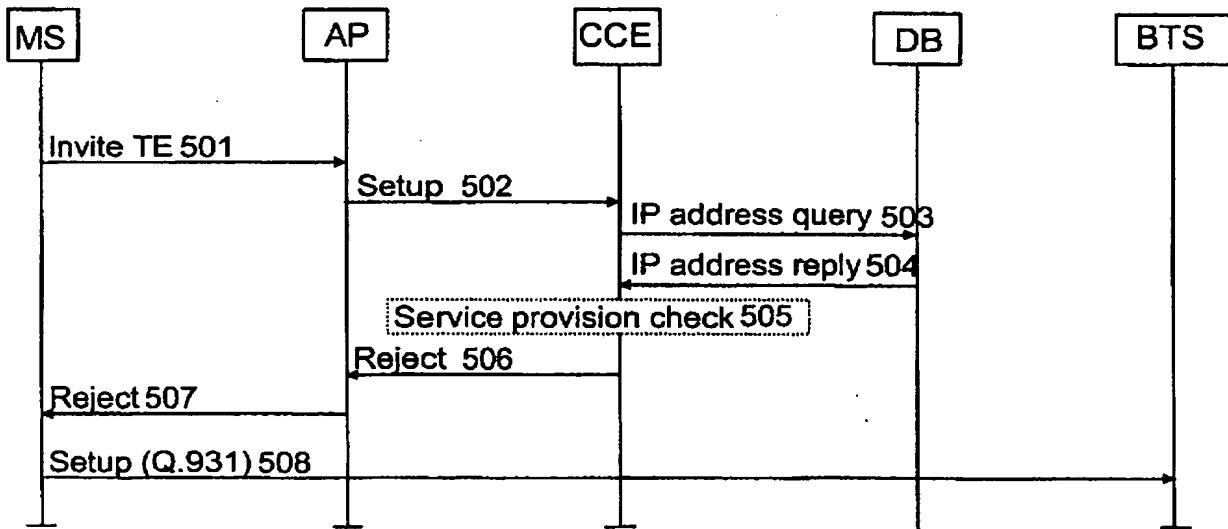 MS
AP
CCE
DB
BTS
Invite TE 501
Setup 502
IP address query 503
IP address reply 504
Service provision check 505
Reject 506
Reject 507
Setup (Q.931) 508